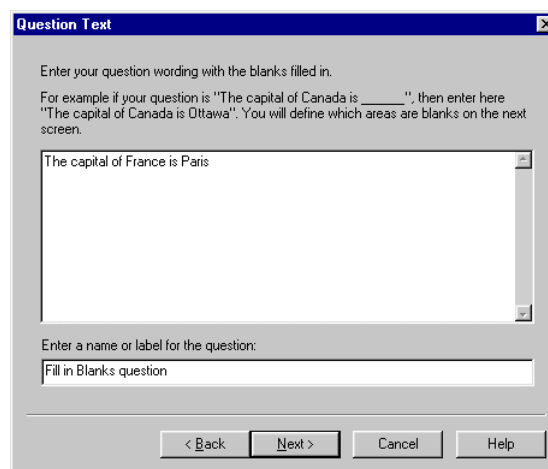 Question Text
Enter your question wording with the blanks filled in.
For example if your question is "The capital of Canada is ______", then enter here
"The capital of Canada is Ottawa". You will define which areas are blanks on the next
screen.
The capital of France is Paris
Enter a name or label for the question:
Fill in Blanks question
< Back Next > Cancel Help